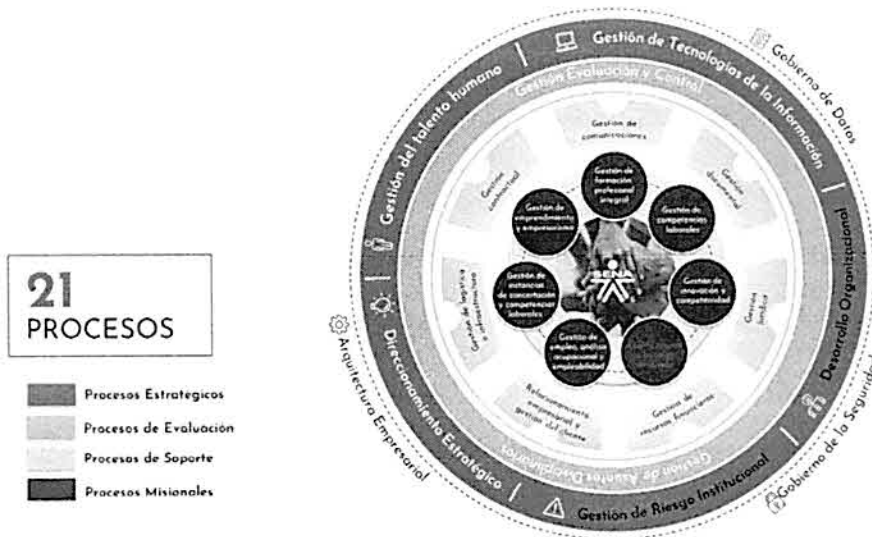 21
PROCESOS
Procesos Estratégicos
Procesos de Evaluación
Procesos de Soporte
Procesos Misionales
Gestión del talento humano
Gestión de Tecnologías de la Información
Gobierno de Datos
Desarrollo Organizacional
Gobierno de la Seguridad
Gestión de Riesgo Institucional
Direccionamiento Estratégico
Arquitectura Empresarial
Gestión Evaluación y Control
Gestión de Asuntos Disciplinarios
Gestión de
comunicaciones
Gestión
documental
Gestión
Jurídica
Gestión de
recursos financieros
Relacionamiento
empresarial y
gestión del cliente
Gestión de logística
e infraestructura
Gestión
contractual
Gestión de
formación
profesional
integral
Gestión de
competencias
laborales
Gestión de
innovación y
competitividad
Gestión de
empleo, análisis
ocupacional y
empleabilidad
Gestión de
instancias
de concertación
y competencias
laborales
Gestión de
emprendimiento
y empresarismo
SENA